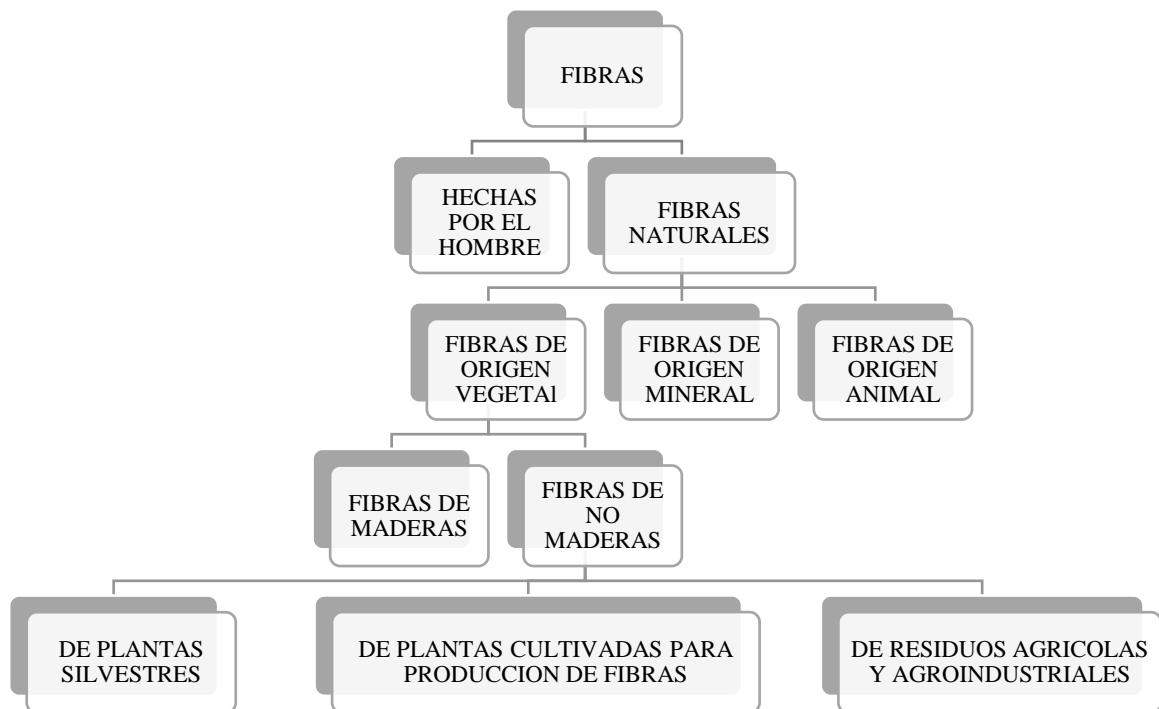 FIBRAS
HECHAS
POR EL
HOMBRE
FIBRAS
NATURALES
FIBRAS DE
ORIGEN
VEGETAl
FIBRAS DE
ORIGEN
MINERAL
FIBRAS DE
ORIGEN
ANIMAL
FIBRAS DE
MADERAS
FIBRAS DE
NO
MADERAS
DE PLANTAS
SILVESTRES
DE PLANTAS CULTIVADAS PARA
PRODUCCION DE FIBRAS
DE RESIDUOS AGRICOLAS
Y AGROINDUSTRIALES